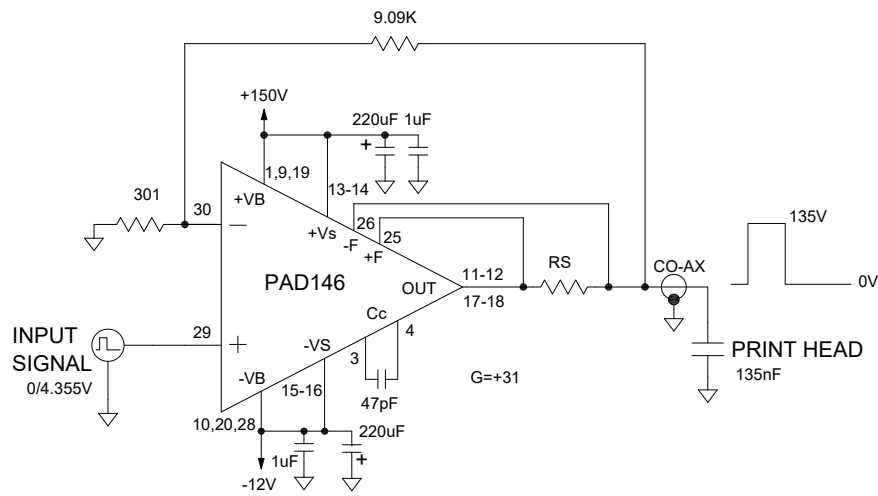 9.09K
+150V
220uF 1uF
+
1,9,19
13-14
301
30
+VB
+Vs
-F
26
+F
25
−
PAD146
OUT
11-12
17-18
RS
CO-AX
135V
0V
INPUT
SIGNAL
0/4.355V
29
+
Cc
4
3
-VS
-VB
15-16
47pF
G=+31
PRINT HEAD
135nF
10,20,28
1uF
220uF
+
-12V